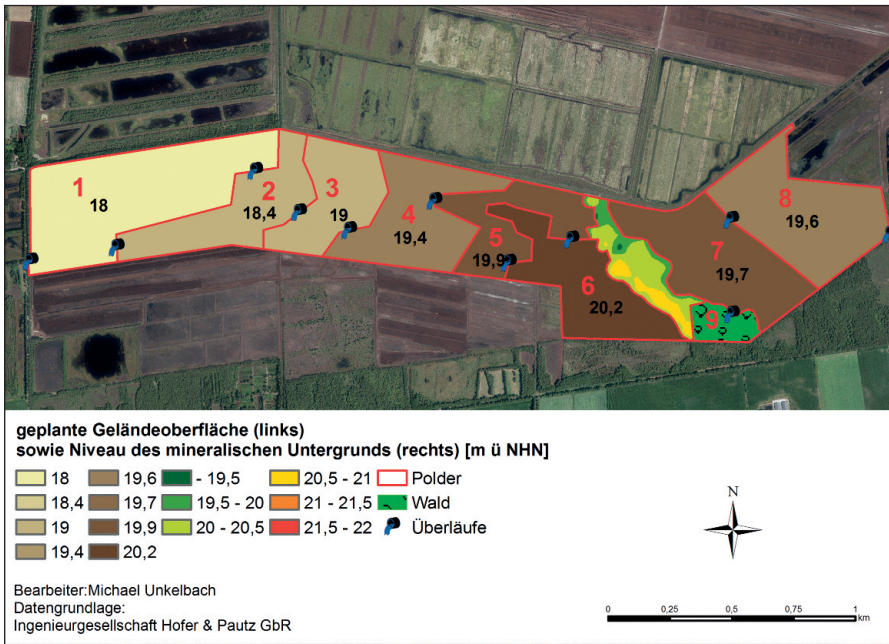 1
18
2
18,4
3
19
4
19,4
5
19,9
6
20,2
7
19,7
8
19,6
9
geplante Geländeoberfläche (links)
sowie Niveau des mineralischen Untergrunds (rechts) [m ü NHN]
18 19,6 - 19,5 20,5 - 21 Polder
18,4 19,7 19,5 - 20 21 - 21,5 Wald
19 19,9 20 - 20,5 21,5 - 22 Überläufe
19,4 20,2
N
Bearbeiter:Michael Unkelbach
Datengrundlage:
Ingenieurgesellschaft Hofer & Pautz GbR
0 0,25 0,5 0,75 1
km